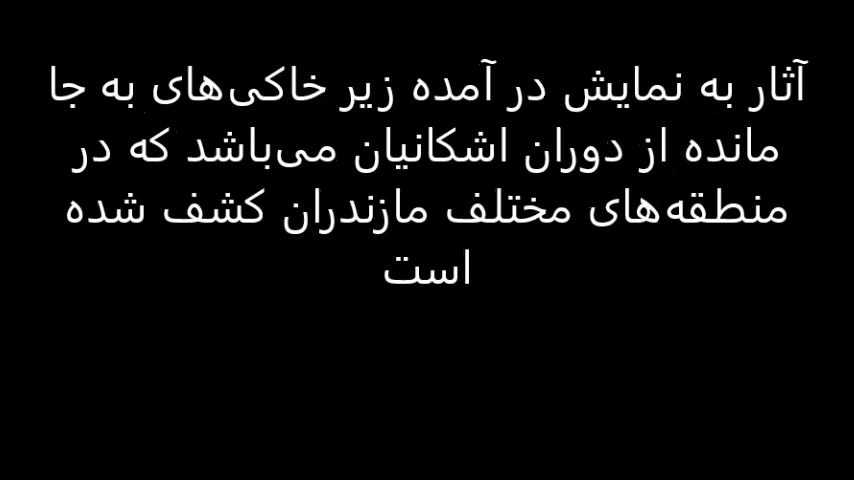 آثار به نمایش در آمده زیر خاکی‌های به جا
مانده از دوران اشکانیان می‌باشد که در
منطقه‌های مختلف مازندران کشف شده
است